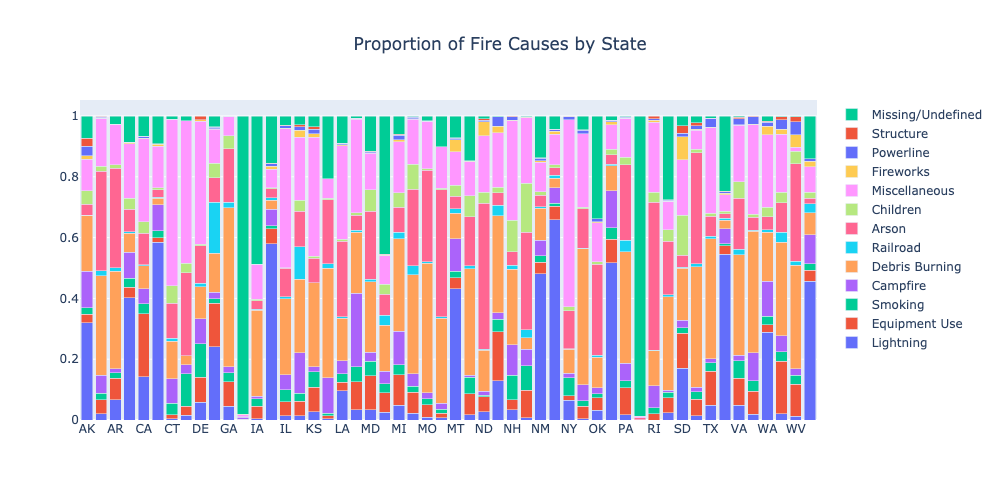 Proportion of Fire Causes by State
1
0.8
0.6
0.4
0.2
0
AK AR CA CT DE GA IA IL KS LA MD MI MO MT ND NH NM NY OK PA RI SD TX VA WA WV
Missing/Undefined
Structure
Powerline
Fireworks
Miscellaneous
Children
Arson
Railroad
Debris Burning
Campfire
Smoking
Equipment Use
Lightning